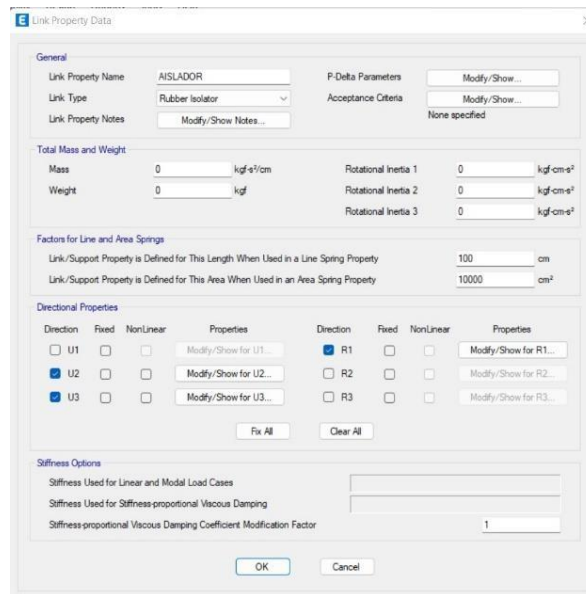 Link Property Data
General
Link Property Name AISLADOR P-Delta Parameters Modify/Show...
Link Type Rubber Isolator Acceptance Criteria Modify/Show...
Link Property Notes Modify/Show Notes... None specified
Total Mass and Weight
Mass 0 kgf-s²/cm Rotational Inertia 1 0 kgf-cm-s²
Weight 0 kgf Rotational Inertia 2 0 kgf-cm-s²
Rotational Inertia 3 0 kgf-cm-s²
Factors for Line and Area Springs
Link/Support Property is Defined for This Length When Used in a Line Spring Property 100 cm
Link/Support Property is Defined for This Area When Used in an Area Spring Property 10000 cm²
Directional Properties
Direction Fixed NonLinear Properties Direction Fixed NonLinear Properties
U1 Modify/Show for U1... R1 Modify/Show for R1...
U2 Modify/Show for U2... R2 Modify/Show for R2...
U3 Modify/Show for U3... R3 Modify/Show for R3...
Fix All Clear All
Stiffness Options
Stiffness Used for Linear and Modal Load Cases
Stiffness Used for Stiffness-proportional Viscous Damping
Stiffness-proportional Viscous Damping Coefficient Modification Factor 1
OK Cancel